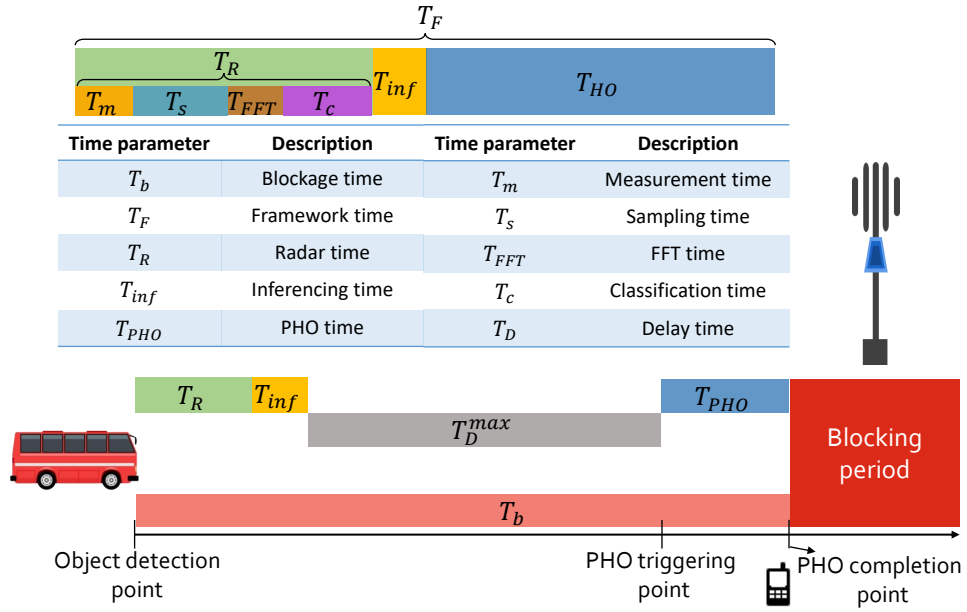 T_F
T_R
T_m T_s T_FFT T_c T_inf T_HO
Time parameter Description Time parameter Description
T_b Blockage time T_m Measurement time
T_F Framework time T_s Sampling time
T_R Radar time T_FFT FFT time
T_inf Inferencing time T_c Classification time
T_PHO PHO time T_D Delay time
T_R T_inf T_PHO
T_D^max
Blocking
period
T_b
Object detection
point
PHO triggering
point
PHO completion
point